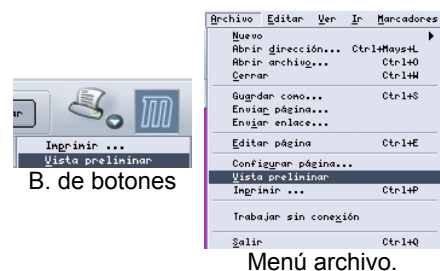 ar
Imprimir ...
Vista preliminar
B. de botones
Archivo Editar Ver Ir Marcadores
Nuevo
Abrir dirección... Ctrl+Mays+L
Abrir archivo... Ctrl+O
Cerrar Ctrl+W
Guardar como... Ctrl+S
Enviar página...
Enviar enlace...
Editar página Ctrl+E
Configurar página...
Vista preliminar
Imprimir ... Ctrl+P
Trabajar sin conexión
Salir Ctrl+Q
Menú archivo.